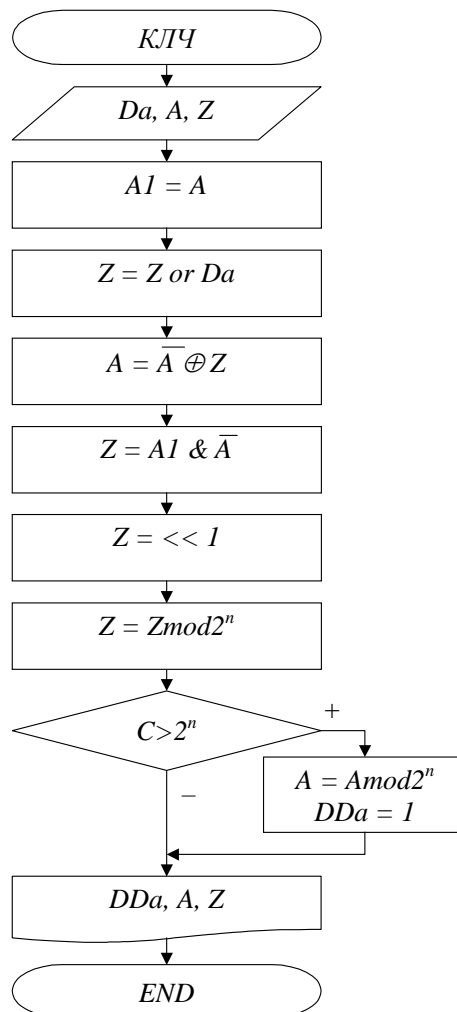 КЛЧ
Da, A, Z
A1 = A
Z = Z or Da
A = A̅ ⊕ Z
Z = A1 & A̅
Z = << 1
Z = Zmod2ⁿ
C>2ⁿ
+
–
A = Amod2ⁿ
DDa = 1
DDa, A, Z
END